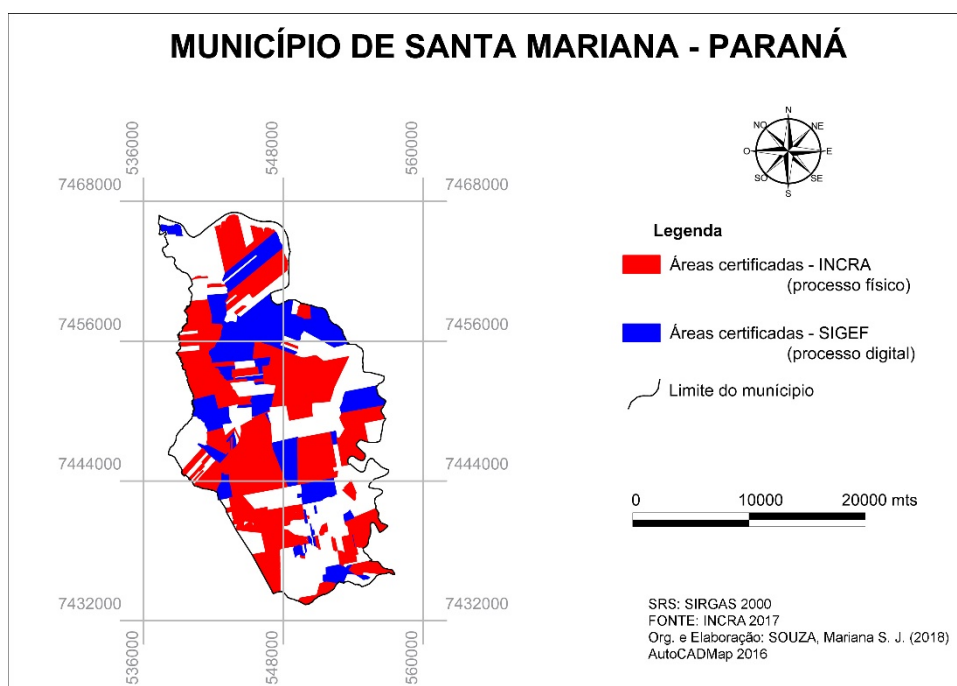 MUNICÍPIO DE SANTA MARIANA - PARANÁ
536000
548000
560000
7468000
7468000
7456000
7456000
7444000
7444000
7432000
7432000
536000
548000
560000
N
NO
NE
O
E
SO
SE
S
Legenda
Áreas certificadas - INCRA
(processo físico)
Áreas certificadas - SIGEF
(processo digital)
Limite do munícipio
0 10000 20000 mts
SRS: SIRGAS 2000
FONTE: INCRA 2017
Org. e Elaboração: SOUZA, Mariana S. J. (2018)
AutoCADMap 2016